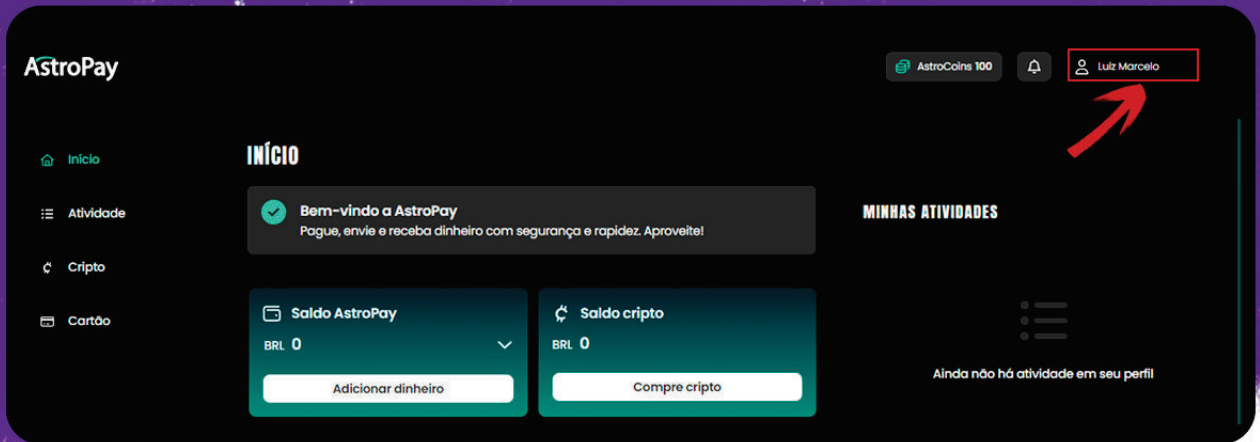 AstroPay
AstroCoins 100
Luiz Marcelo
Início
Atividade
Cripto
Cartão
INÍCIO
Bem-vindo a AstroPay
Pague, envie e receba dinheiro com segurança e rapidez. Aproveite!
Saldo AstroPay
BRL 0
Adicionar dinheiro
Saldo cripto
BRL 0
Compre cripto
MINHAS ATIVIDADES
Ainda não há atividade em seu perfil